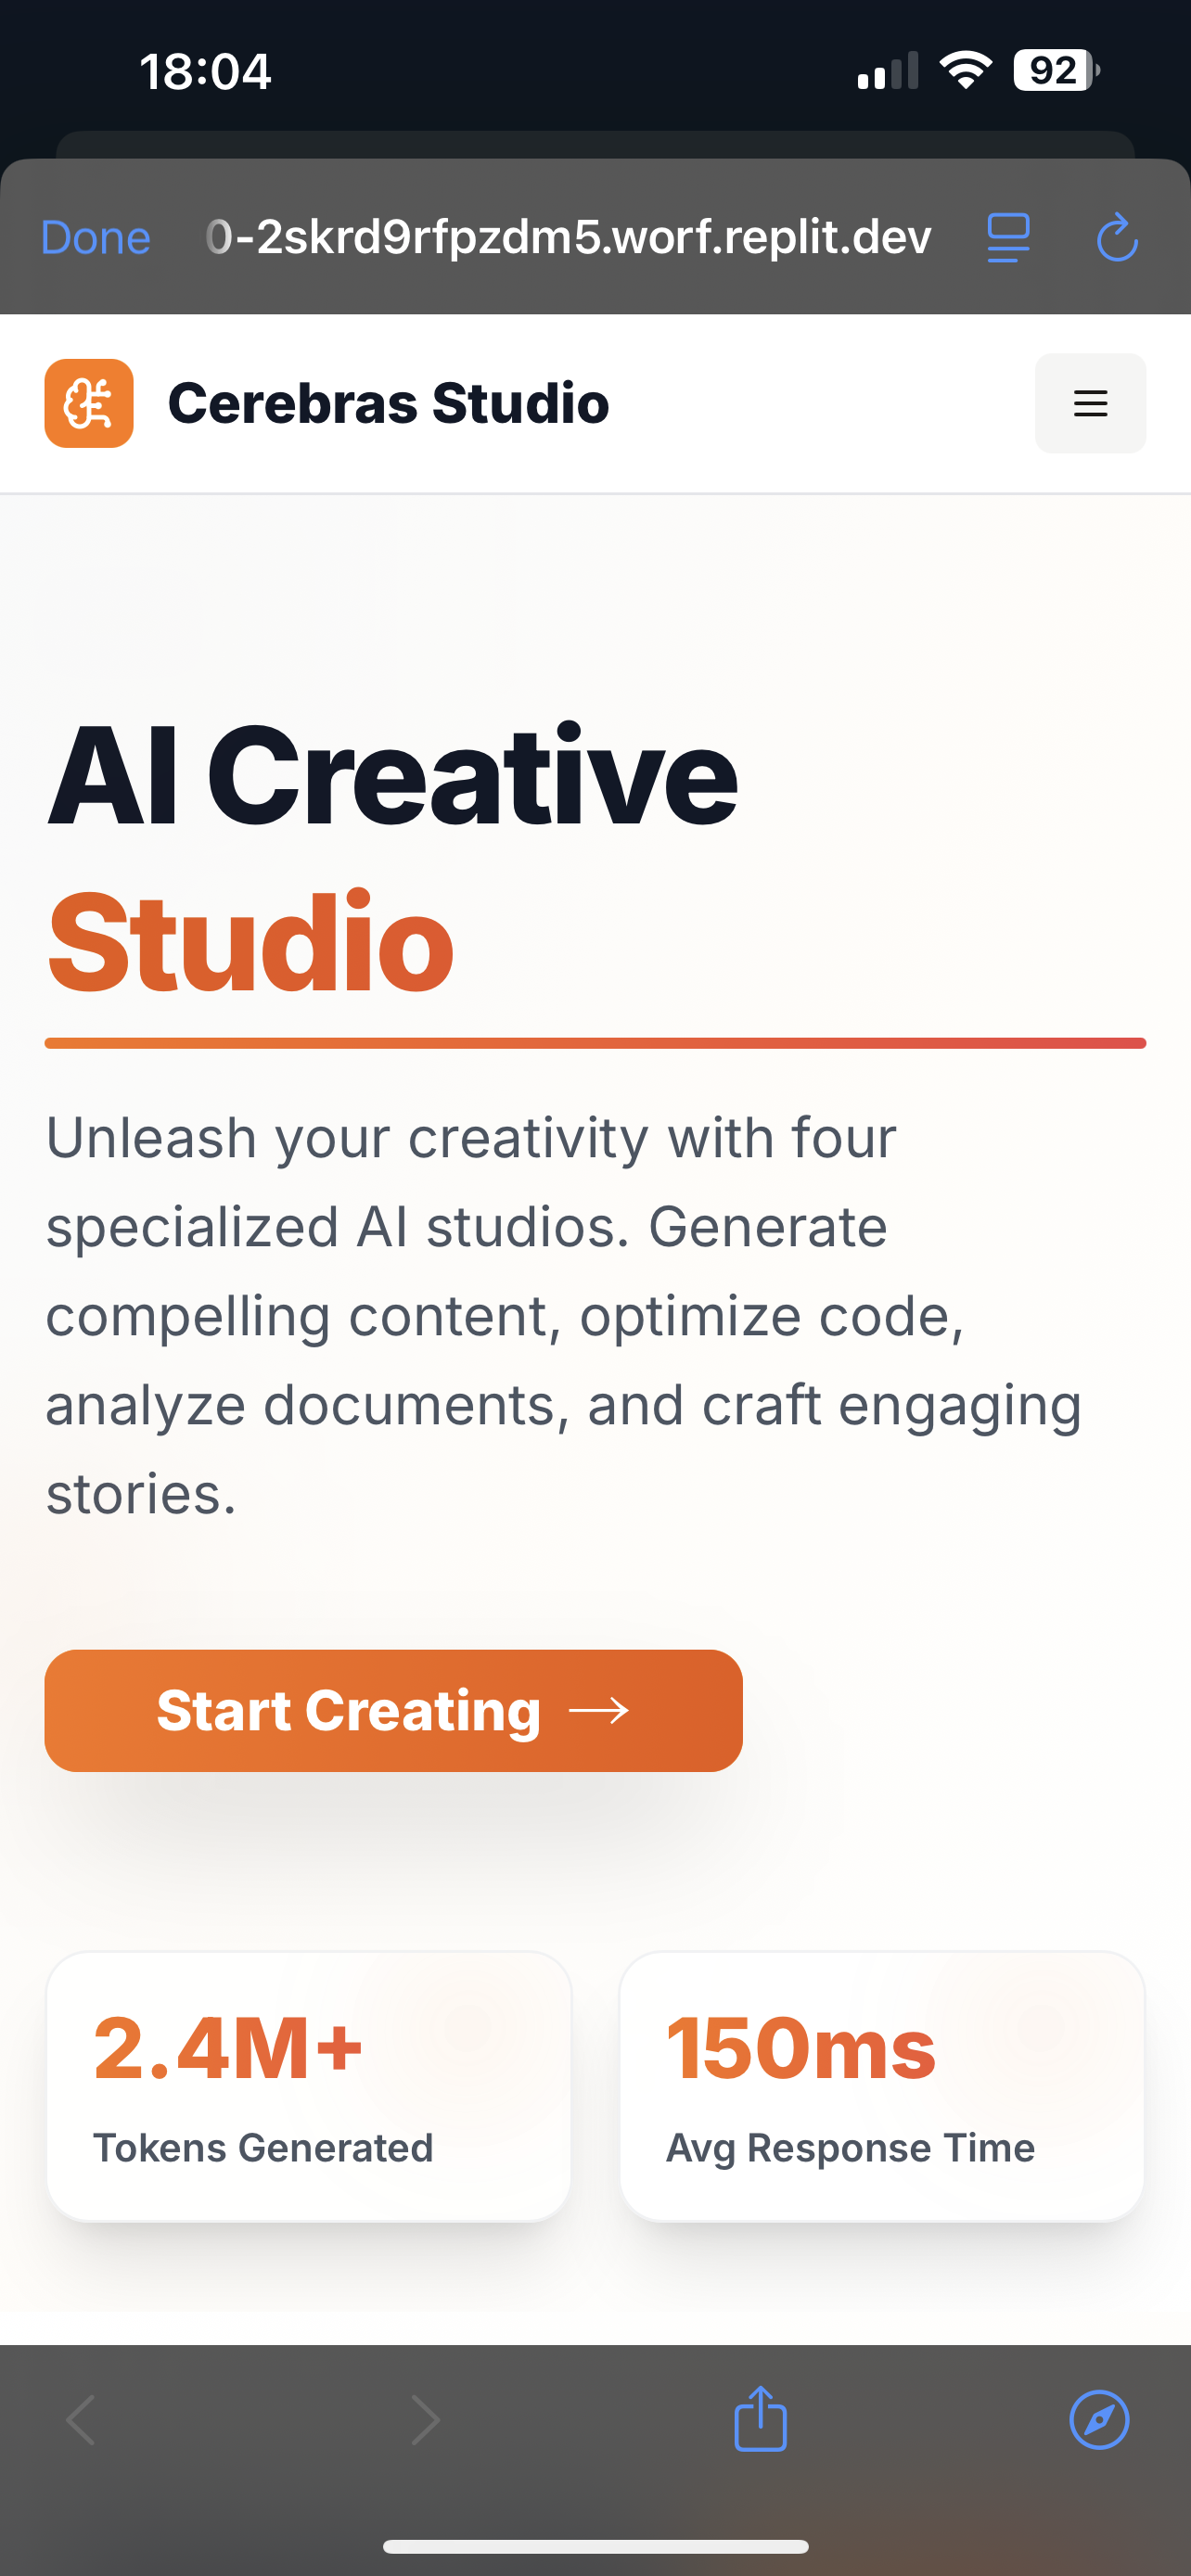 18:04
92
Done
0-2skrd9rfpzdm5.worf.replit.dev
Cerebras Studio
AI Creative
Studio
Unleash your creativity with four
specialized AI studios. Generate
compelling content, optimize code,
analyze documents, and craft engaging
stories.
Start Creating →
2.4M+
150ms
Tokens Generated
Avg Response Time